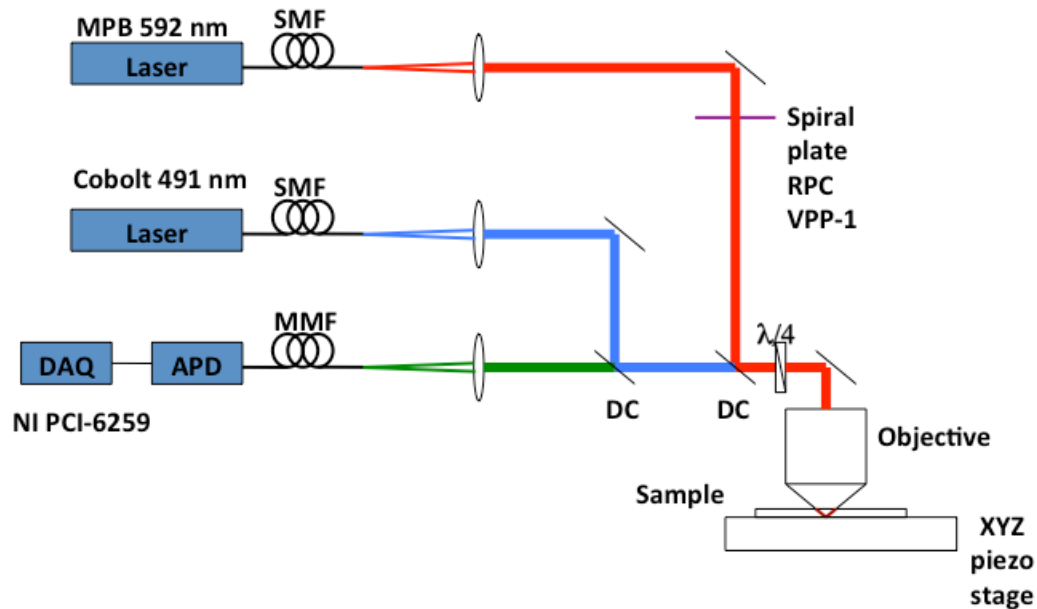 MPB 592 nm
SMF
Laser
Spiral
plate
RPC
VPP-1
Cobolt 491 nm
SMF
Laser
MMF
λ/4
DAQ
APD
NI PCI-6259
DC
DC
Objective
Sample
XYZ
piezo
stage